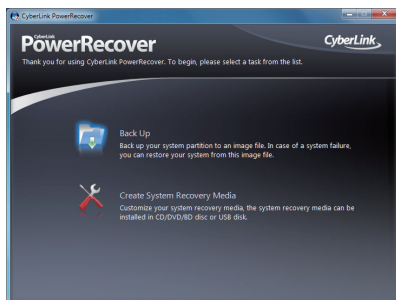 CyberLink PowerRecover
CyberLink
PowerRecover
CyberLink
Thank you for using CyberLink PowerRecover. To begin, please select a task from the list.
Back Up
Back up your system partition to an image file. In case of a system failure,
you can restore your system from this image file.
Create System Recovery Media
Customize your system recovery media, the system recovery media can be
installed in CD/DVD/BD disc or USB disk.